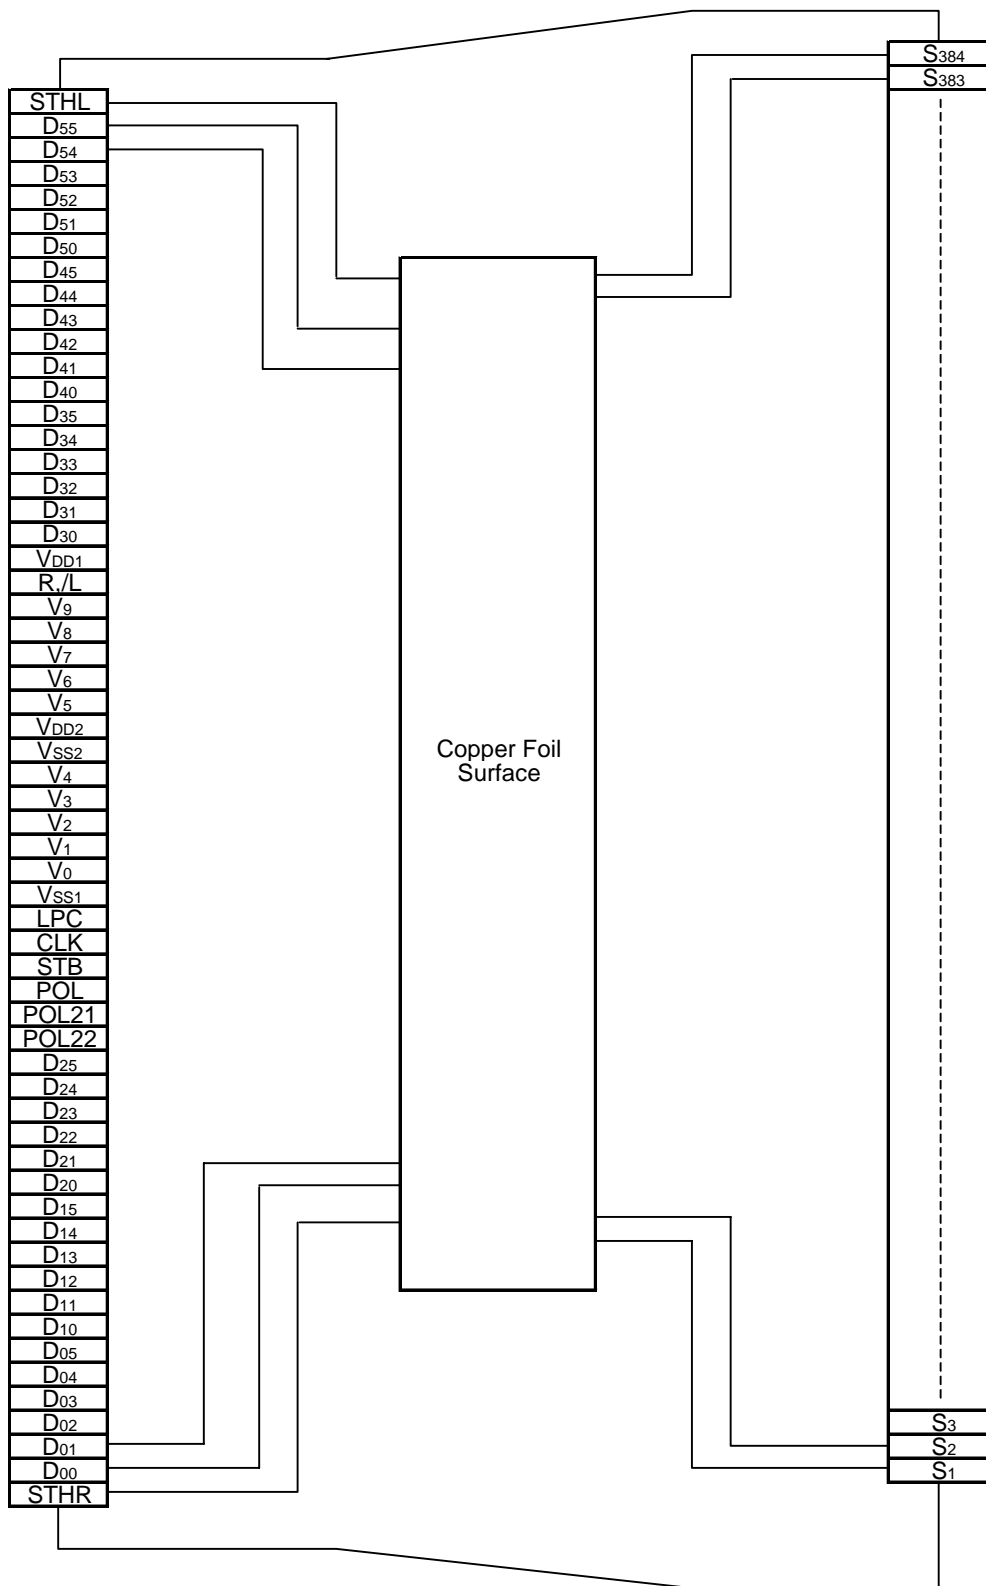 STHL
D55
D54
D53
D52
D51
D50
D45
D44
D43
D42
D41
D40
D35
D34
D33
D32
D31
D30
VDD1
R,/L
V9
V8
V7
V6
V5
VDD2
VSS2
V4
V3
V2
V1
V0
VSS1
LPC
CLK
STB
POL
POL21
POL22
D25
D24
D23
D22
D21
D20
D15
D14
D13
D12
D11
D10
D05
D04
D03
D02
D01
D00
STHR
Copper Foil
Surface
S384
S383
S3
S2
S1